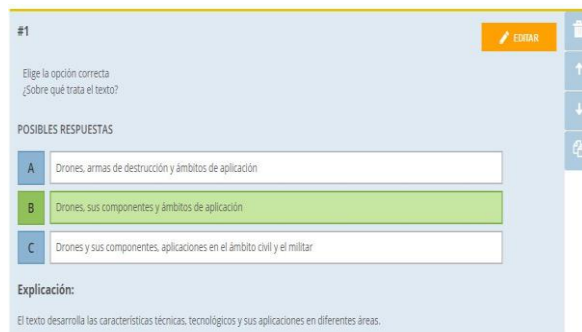 #1
EDITAR
Elige la opción correcta
¿Sobre qué trata el texto?
POSIBLES RESPUESTAS
A
Drones, armas de destrucción y ámbitos de aplicación
B
Drones, sus componentes y ámbitos de aplicación
C
Drones y sus componentes, aplicaciones en el ámbito civil y el militar
Explicación:
El texto desarrolla las características técnicas, tecnológicos y sus aplicaciones en diferentes áreas.